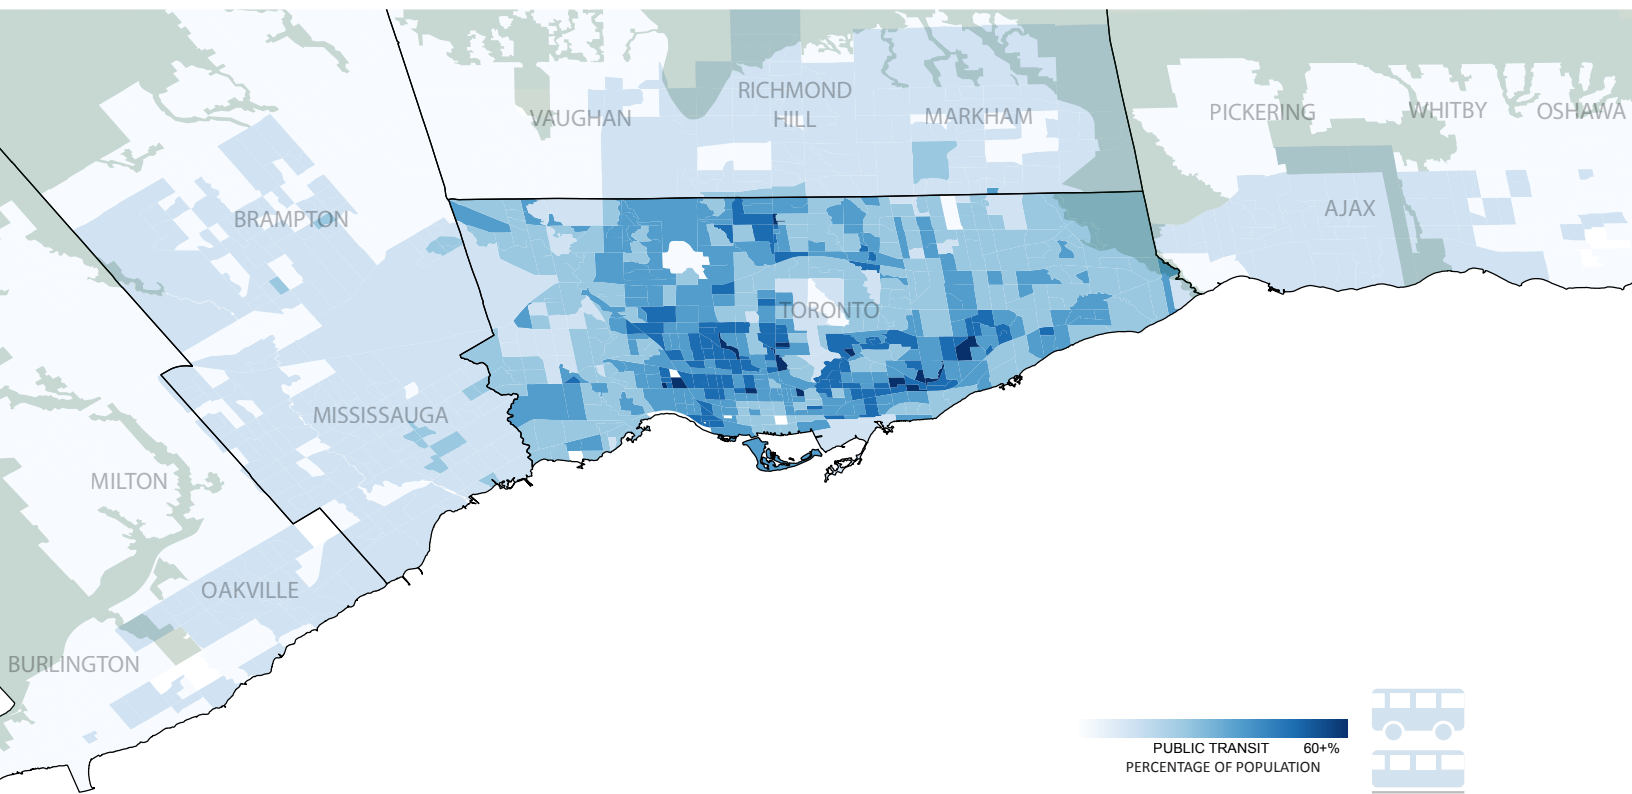 RICHMOND
HILL
VAUGHAN
MARKHAM
PICKERING
WHITBY
OSHAWA
BRAMPTON
AJAX
TORONTO
MISSISSAUGA
MILTON
OAKVILLE
BURLINGTON
PUBLIC TRANSIT 60+%
PERCENTAGE OF POPULATION